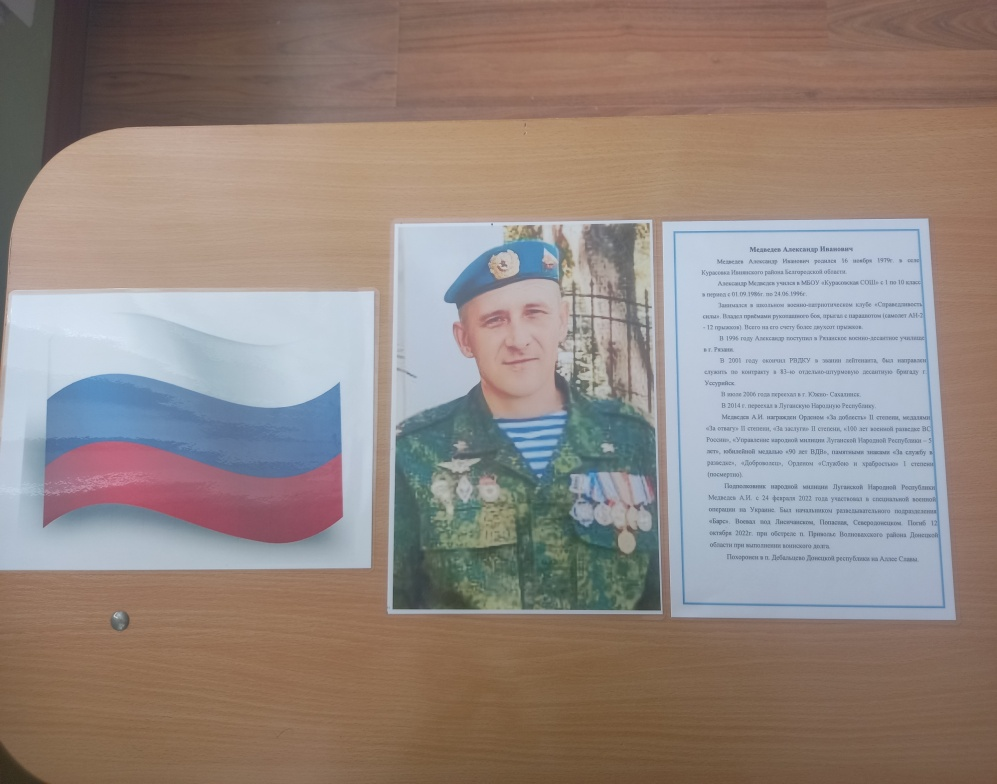 Медведев Александр Иванович
Медведев Александр Иванович родился 16 ноября 1979г. в селе
Курасовка Ивнянского района Белгородской области.
Александр Медведев учился в МБОУ «Курасовская СОШ» с 1 по 10 класс
в период с 01.09.1986г. по 24.06.1996г.
Занимался в школьном военно-патриотическом клубе «Справедливость
силы». Владел приёмами рукопашного боя, прыгал с парашютом (самолет АН-2
- 12 прыжков). Всего на его счету более двухсот прыжков.
В 1996 году Александр поступил в Рязанское военно-десантное училище
в г. Рязань.
В 2001 году окончил РВДКУ в звании лейтенанта, был направлен
служить по контракту в 83-ю отдельно-штурмовую десантную бригаду г.
Уссурийск.
В июле 2006 года переехал в г. Южно- Сахалинск.
В 2014 г. переехал в Луганскую Народную Республику.
Медведев А.И. награжден Орденом «За доблесть» II степени, медалями
«За отвагу» II степени, «За заслуги» II степени, «100 лет военной разведке ВС
России», «Управление народной милиции Луганской Народной Республики – 5
лет», юбилейной медалью «90 лет ВДВ», памятными знаками «За службу в
разведке», «Доброволец», Орденом «Служению и храбростью» I степени
(посмертно).
Подполковник народной милиции Луганской Народной Республики
Медведев А.И. с 24 февраля 2022 года участвовал в специальной военной
операции на Украине. Был начальником разведывательного подразделения
«Барс». Воевал под Лисичанском, Попасная, Северодонецком. Погиб 12
октября 2022г. при обстреле п. Приволье Волновахского района Донецкой
области при выполнении воинского долга.
Похоронен в п. Дебальцево Донецкой республики на Аллее Славы.